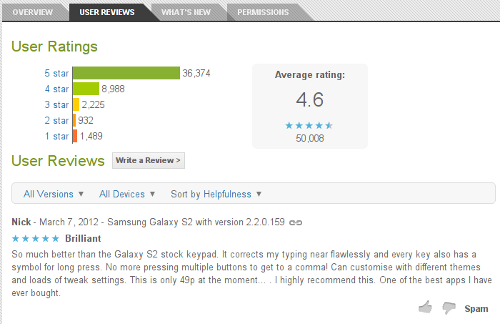 OVERVIEW USER REVIEWS WHAT'S NEW PERMISSIONS
User Ratings
5 star 36,374
4 star 8,988
3 star 2,225
2 star 932
1 star 1,489
Average rating:
4.6
50,008
User Reviews Write a Review >
All Versions ▼ All Devices ▼ Sort by Helpfulness ▼
Nick - March 7, 2012 - Samsung Galaxy S2 with version 2.2.0.159
Brilliant
So much better than the Galaxy S2 stock keypad. It corrects my typing near flawlessly and every key also has a
symbol for long press. No more pressing multiple buttons to get to a comma! Can customise with different themes
and loads of tweak settings. This is only 49p at the moment... . I highly recommend this. One of the best apps I have
ever bought.
Spam